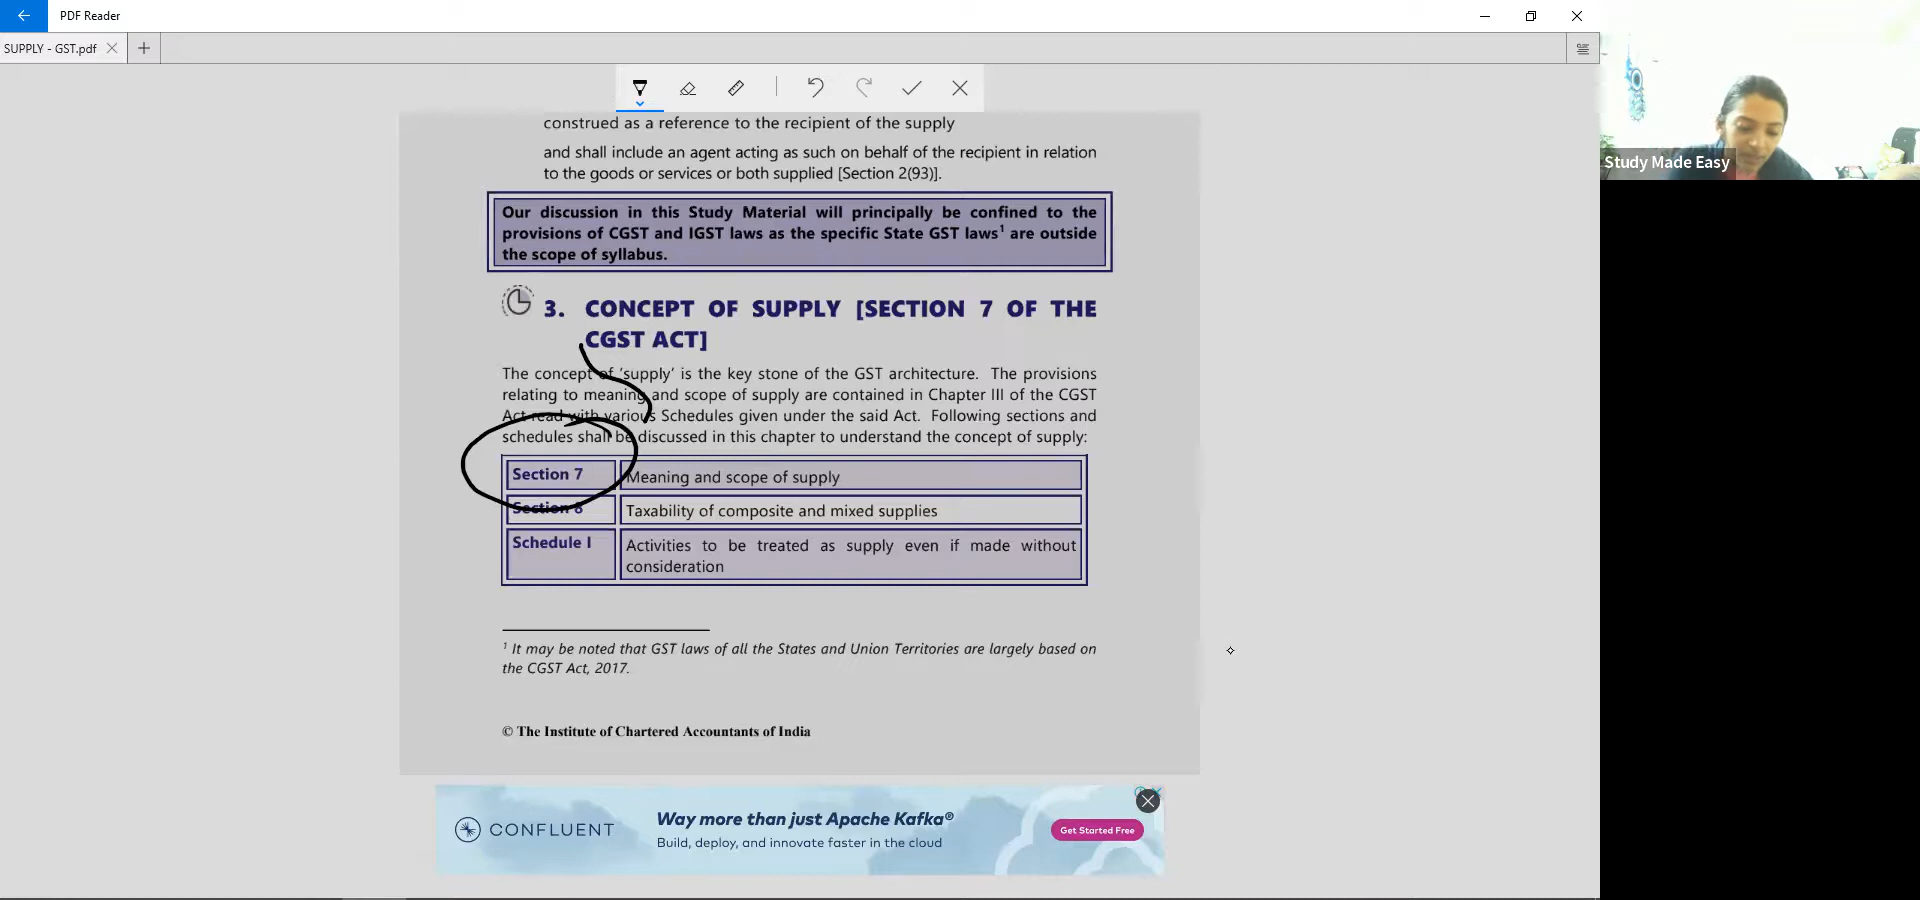 PDF Reader
SUPPLY - GST.pdf
construed as a reference to the recipient of the supply
and shall include an agent acting as such on behalf of the recipient in relation
to the goods or services or both supplied [Section 2(93)].
Our discussion in this Study Material will principally be confined to the
provisions of CGST and IGST laws as the specific State GST laws¹ are outside
the scope of syllabus.
3. CONCEPT OF SUPPLY [SECTION 7 OF THE
CGST ACT]
The concept of ‘supply’ is the key stone of the GST architecture. The provisions
relating to meaning and scope of supply are contained in Chapter III of the CGST
Act read with various Schedules given under the said Act. Following sections and
schedules shall be discussed in this chapter to understand the concept of supply:
Section 7 Meaning and scope of supply
Section 8 Taxability of composite and mixed supplies
Schedule I Activities to be treated as supply even if made without
consideration
¹ It may be noted that GST laws of all the States and Union Territories are largely based on
the CGST Act, 2017.
© The Institute of Chartered Accountants of India
CONFLUENT
Way more than just Apache Kafka®
Build, deploy, and innovate faster in the cloud
Get Started Free
Study Made Easy